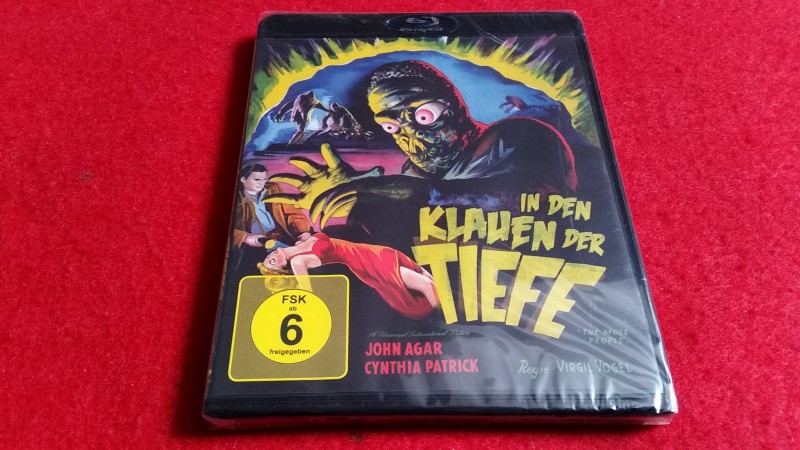 Blu-ray Disc
IN DEN
KLAUEN DER
TIEFE
FSK
ab
6
freigegeben
A Universal International Picture
"THE MOLE
PEOPLE"
JOHN AGAR
CYNTHIA PATRICK
Regie VIRGIL VOGEL